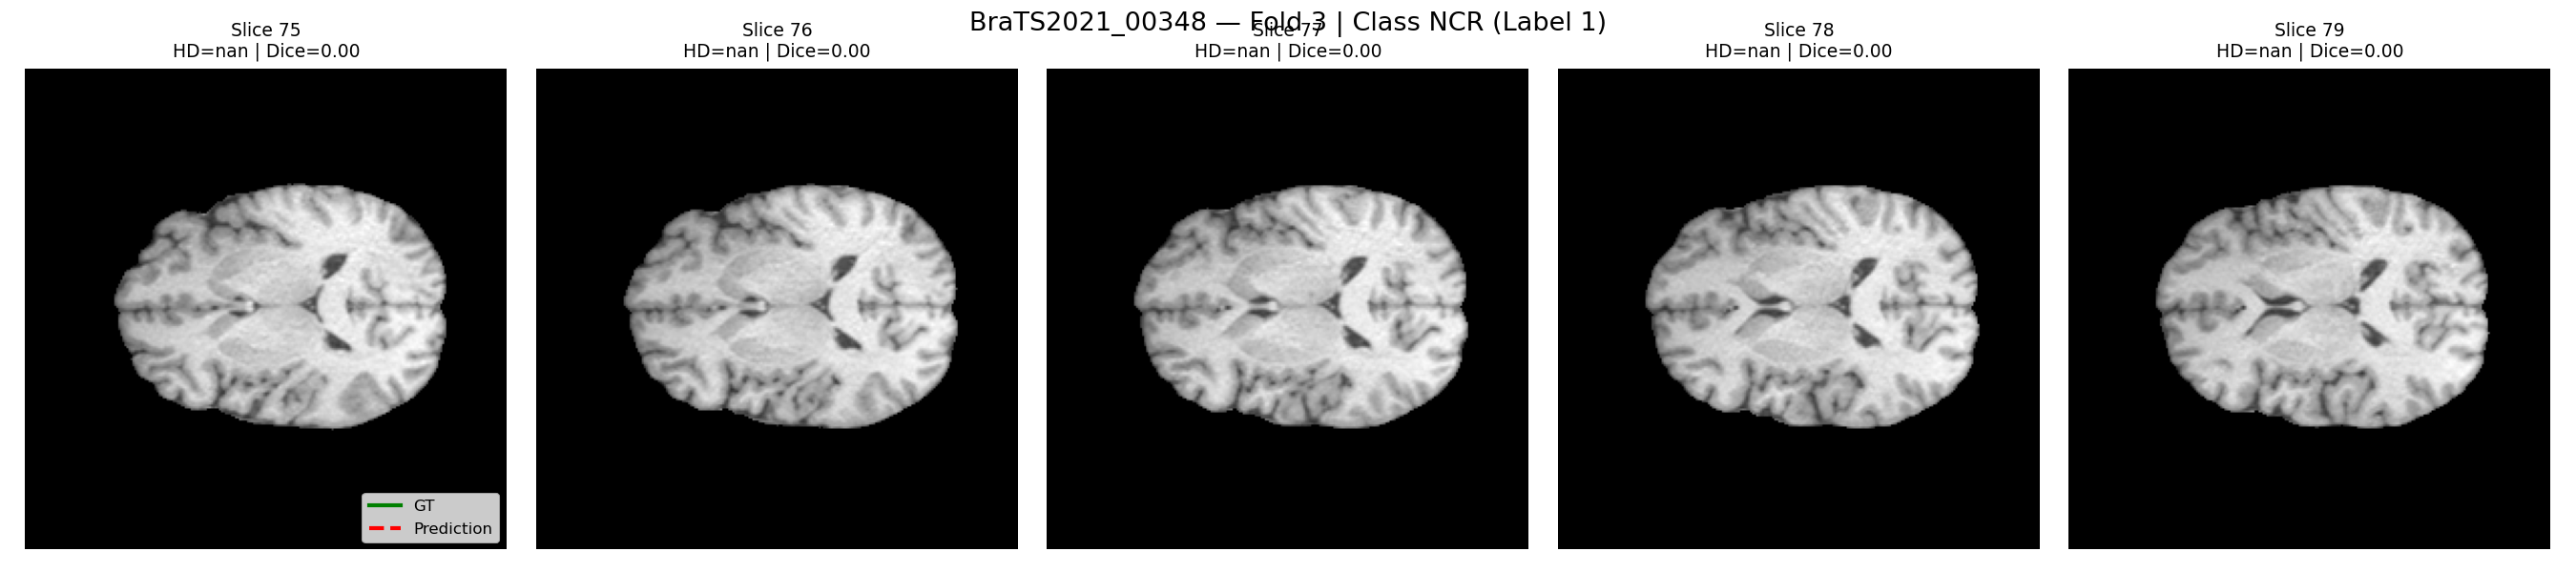 BraTS2021_00348 — Fold 3 | Class NCR (Label 1)
Slice 75
HD=nan | Dice=0.00
Slice 76
HD=nan | Dice=0.00
Slice 77
HD=nan | Dice=0.00
Slice 78
HD=nan | Dice=0.00
Slice 79
HD=nan | Dice=0.00
GT
Prediction